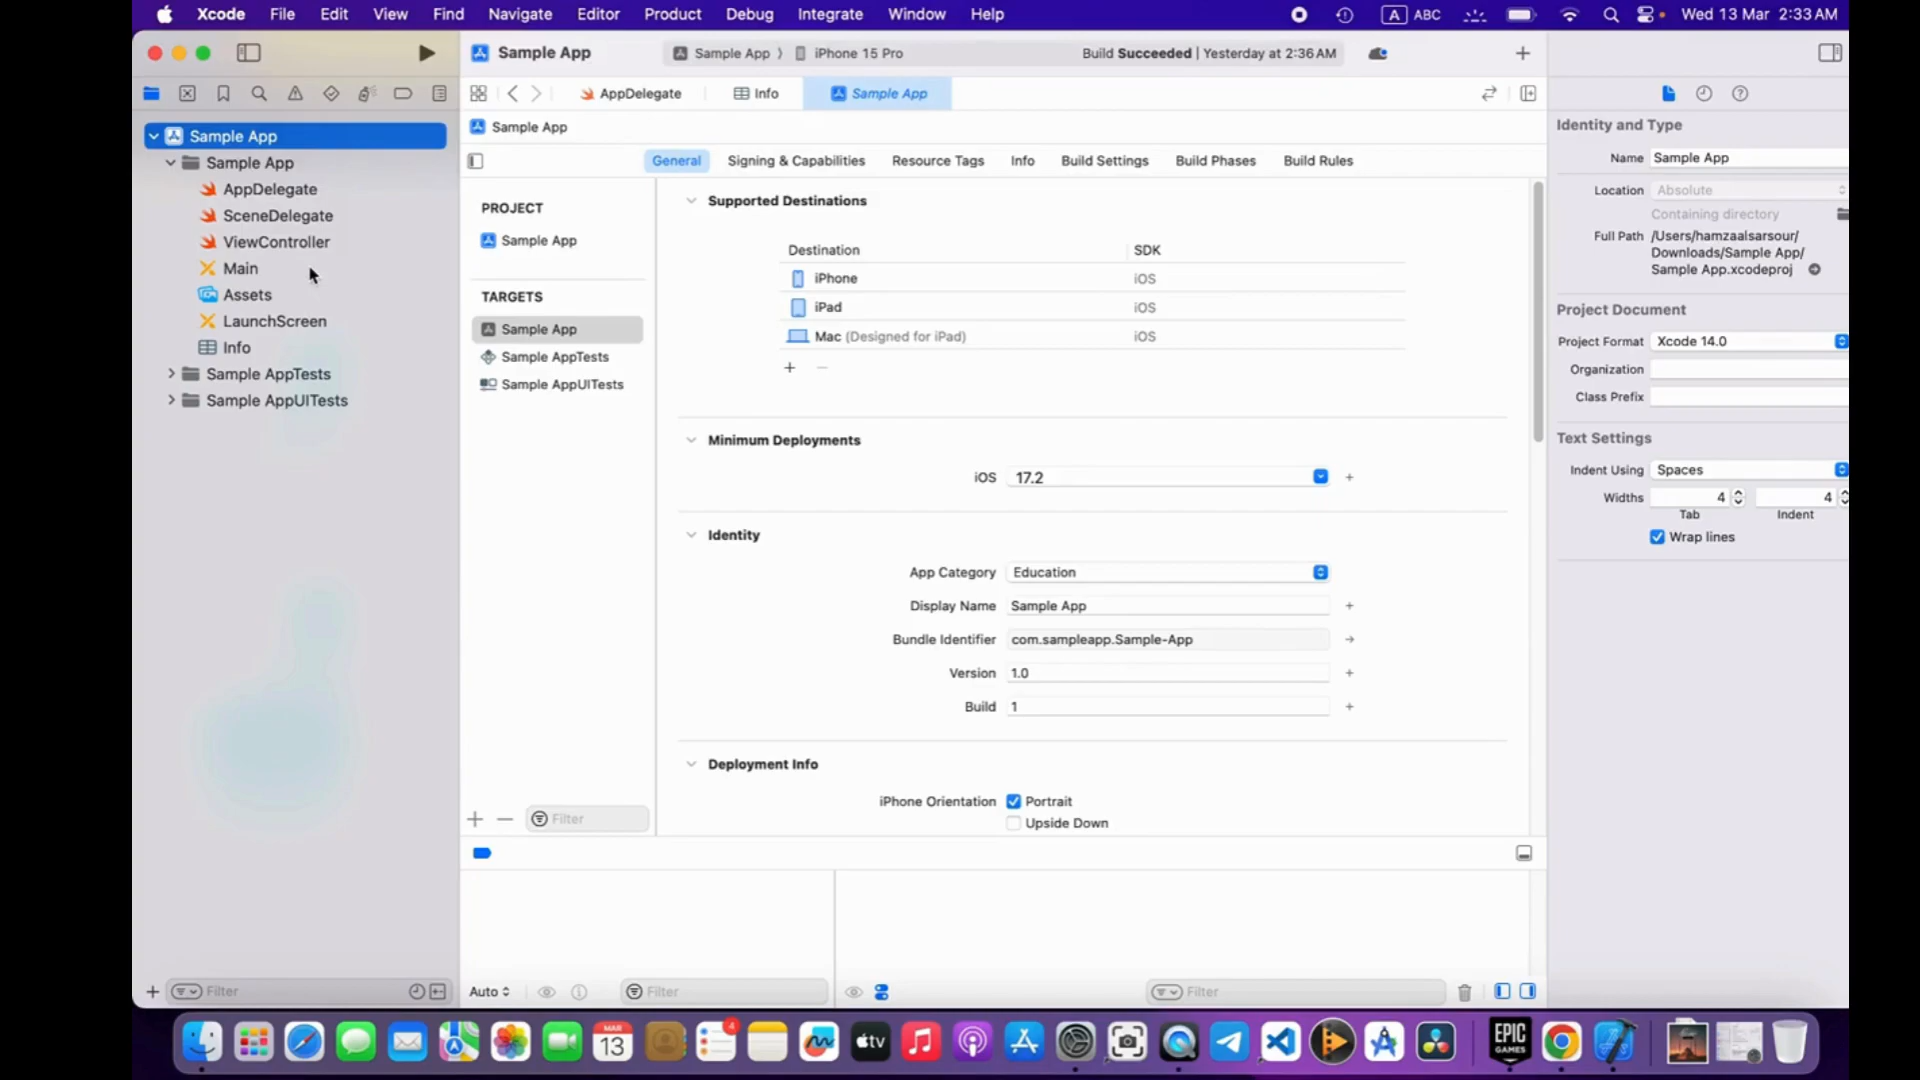 Xcode File Edit View Find Navigate Editor Product Debug Integrate Window Help A ABC Wed 13 Mar 2:33 AM
Sample App Sample App 〉 iPhone 15 Pro Build Succeeded | Yesterday at 2:36 AM
AppDelegate Info Sample App
Sample App
General Signing & Capabilities Resource Tags Info Build Settings Build Phases Build Rules
Sample App
Sample App
AppDelegate
SceneDelegate
ViewController
Main
Assets
LaunchScreen
Info
Sample AppTests
Sample AppUITests
Filter
PROJECT
Sample App
TARGETS
Sample App
Sample AppTests
Sample AppUITests
Filter
Supported Destinations
Destination SDK
iPhone iOS
iPad iOS
Mac (Designed for iPad) iOS
Minimum Deployments
iOS 17.2
Identity
App Category Education
Display Name Sample App
Bundle Identifier com.sampleapp.Sample-App
Version 1.0
Build 1
Deployment Info
iPhone Orientation Portrait
Upside Down
Auto Filter
Filter
Identity and Type
Name Sample App
Location Absolute
Containing directory
Full Path /Users/hamzaalsarsour/
Downloads/Sample App/
Sample App.xcodeproj
Project Document
Project Format Xcode 14.0
Organization
Class Prefix
Text Settings
Indent Using Spaces
Widths 4 4
Tab Indent
Wrap lines
MAR
13
4
tv
EPIC
GAMES